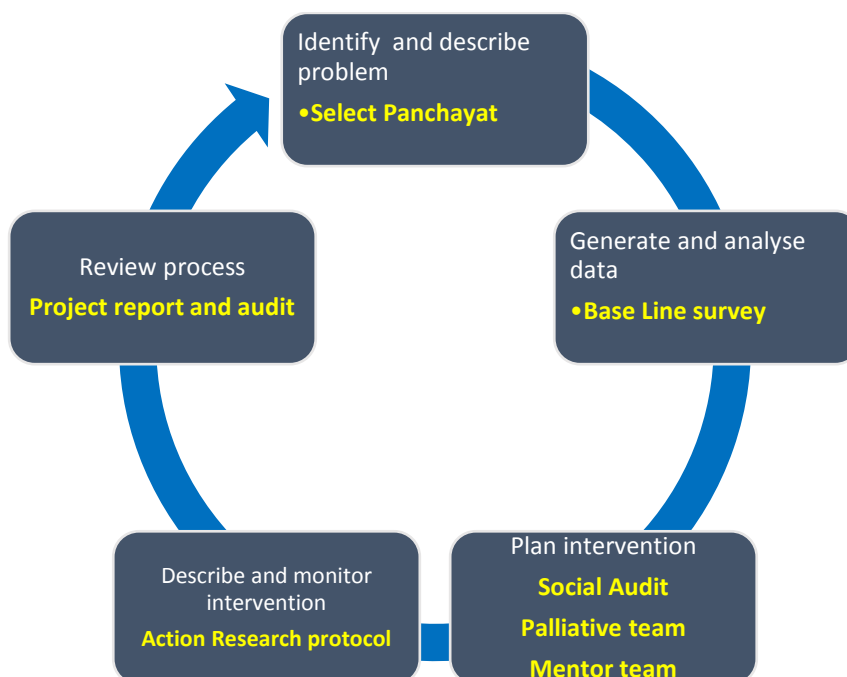 Identify and describe
problem
•Select Panchayat
Generate and analyse
data
•Base Line survey
Plan intervention
Social Audit
Palliative team
Mentor team
Describe and monitor
intervention
Action Research protocol
Review process
Project report and audit